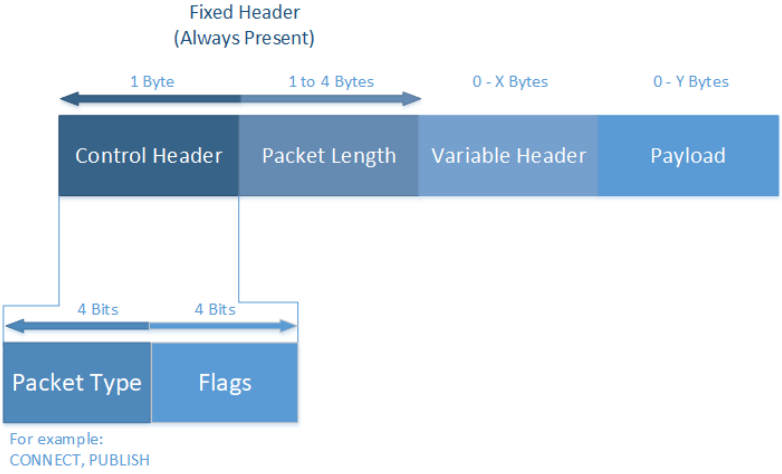 Fixed Header
(Always Present)
1 Byte
1 to 4 Bytes
0 - X Bytes
0 - Y Bytes
Control Header
Packet Length
Variable Header
Payload
4 Bits
4 Bits
Packet Type
Flags
For example:
CONNECT, PUBLISH